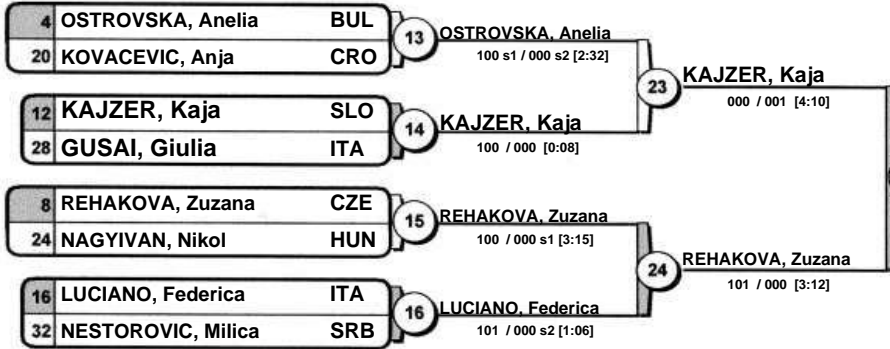 4 OSTROVSKA, Anelia BUL
20 KOVACEVIC, Anja CRO
13
OSTROVSKA, Anelia
100 s1 / 000 s2 [2:32]
12 KAJZER, Kaja SLO
28 GUSAI, Giulia ITA
14
KAJZER, Kaja
100 / 000 [0:08]
23
KAJZER, Kaja
000 / 001 [4:10]
8 REHAKOVA, Zuzana CZE
24 NAGYIVAN, Nikol HUN
15
REHAKOVA, Zuzana
100 / 000 s1 [3:15]
16 LUCIANO, Federica ITA
32 NESTOROVIC, Milica SRB
16
LUCIANO, Federica
101 / 000 s2 [1:06]
24
REHAKOVA, Zuzana
101 / 000 [3:12]